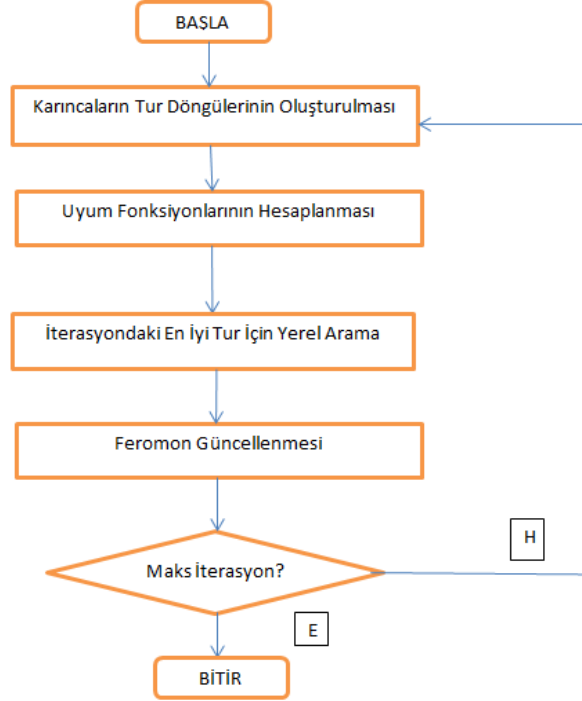 BAŞLA
Karıncaların Tur Döngülerinin Oluşturulması
Uyum Fonksiyonlarının Hesaplanması
İterasyondaki En İyi Tur İçin Yerel Arama
Feromon Güncellenmesi
Maks İterasyon?
H
E
BİTİR